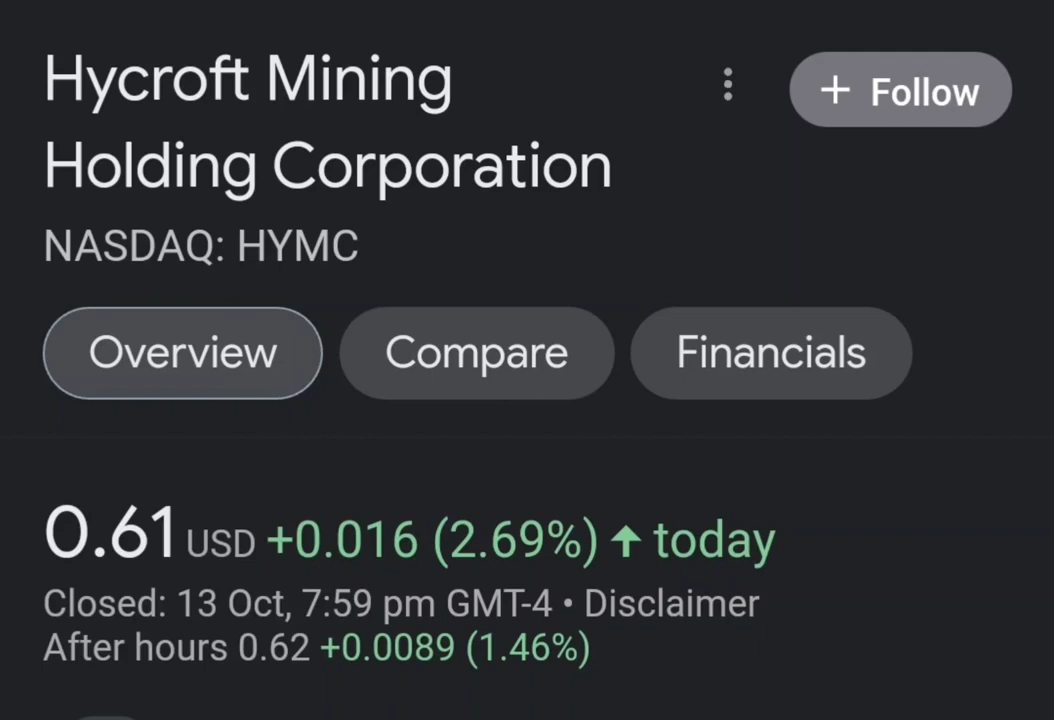 Hycroft Mining
Holding Corporation
+ Follow
NASDAQ: HYMC
Overview
Compare
Financials
0.61 USD +0.016 (2.69%) ↑ today
Closed: 13 Oct, 7:59 pm GMT-4 • Disclaimer
After hours 0.62 +0.0089 (1.46%)